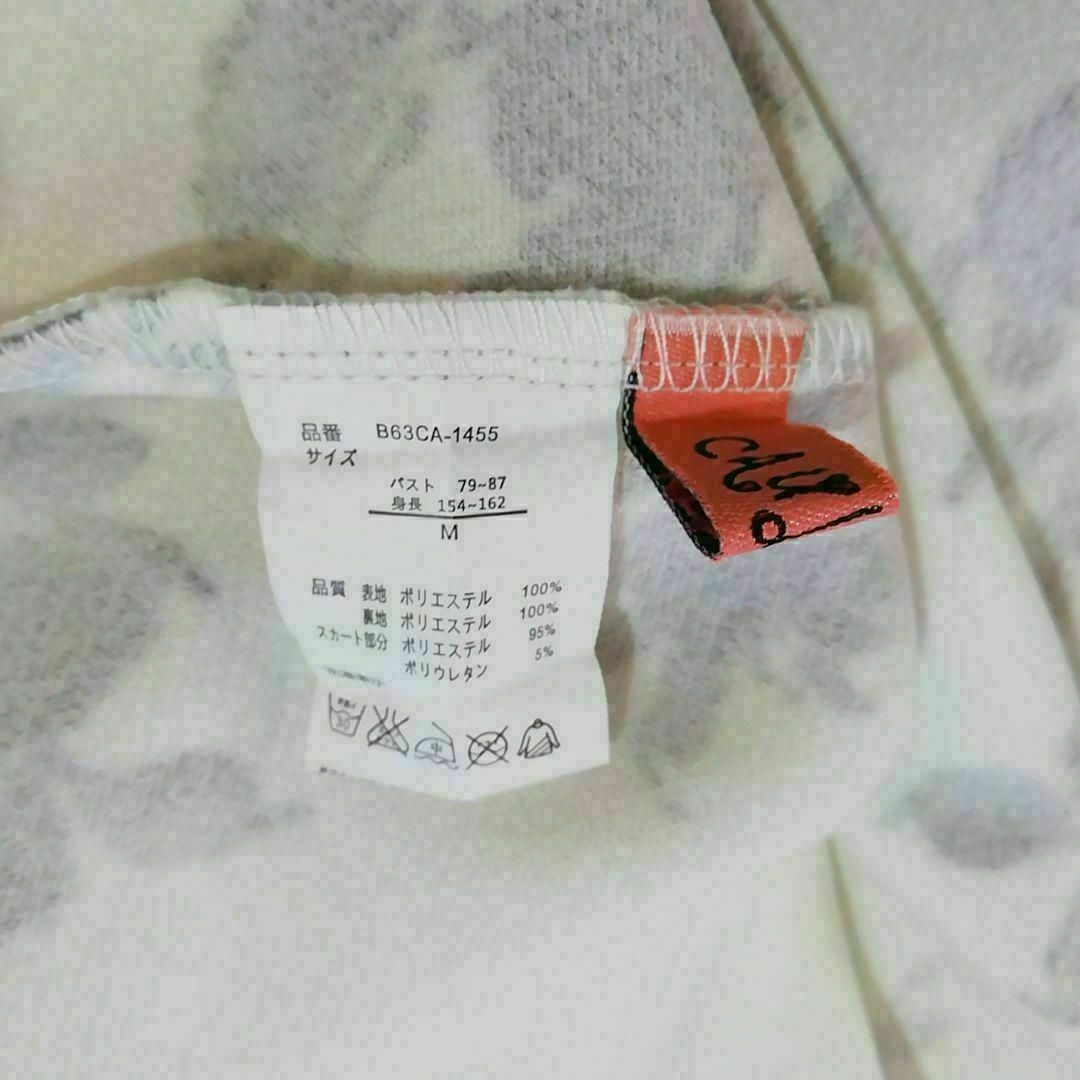 品番 B63CA-1455
サイズ
バスト 79~87
身長 154~162
M
品質 表地 ポリエステル 100%
裏地 ポリエステル 100%
スカート部分 ポリエステル 95%
ポリウレタン 5%
中